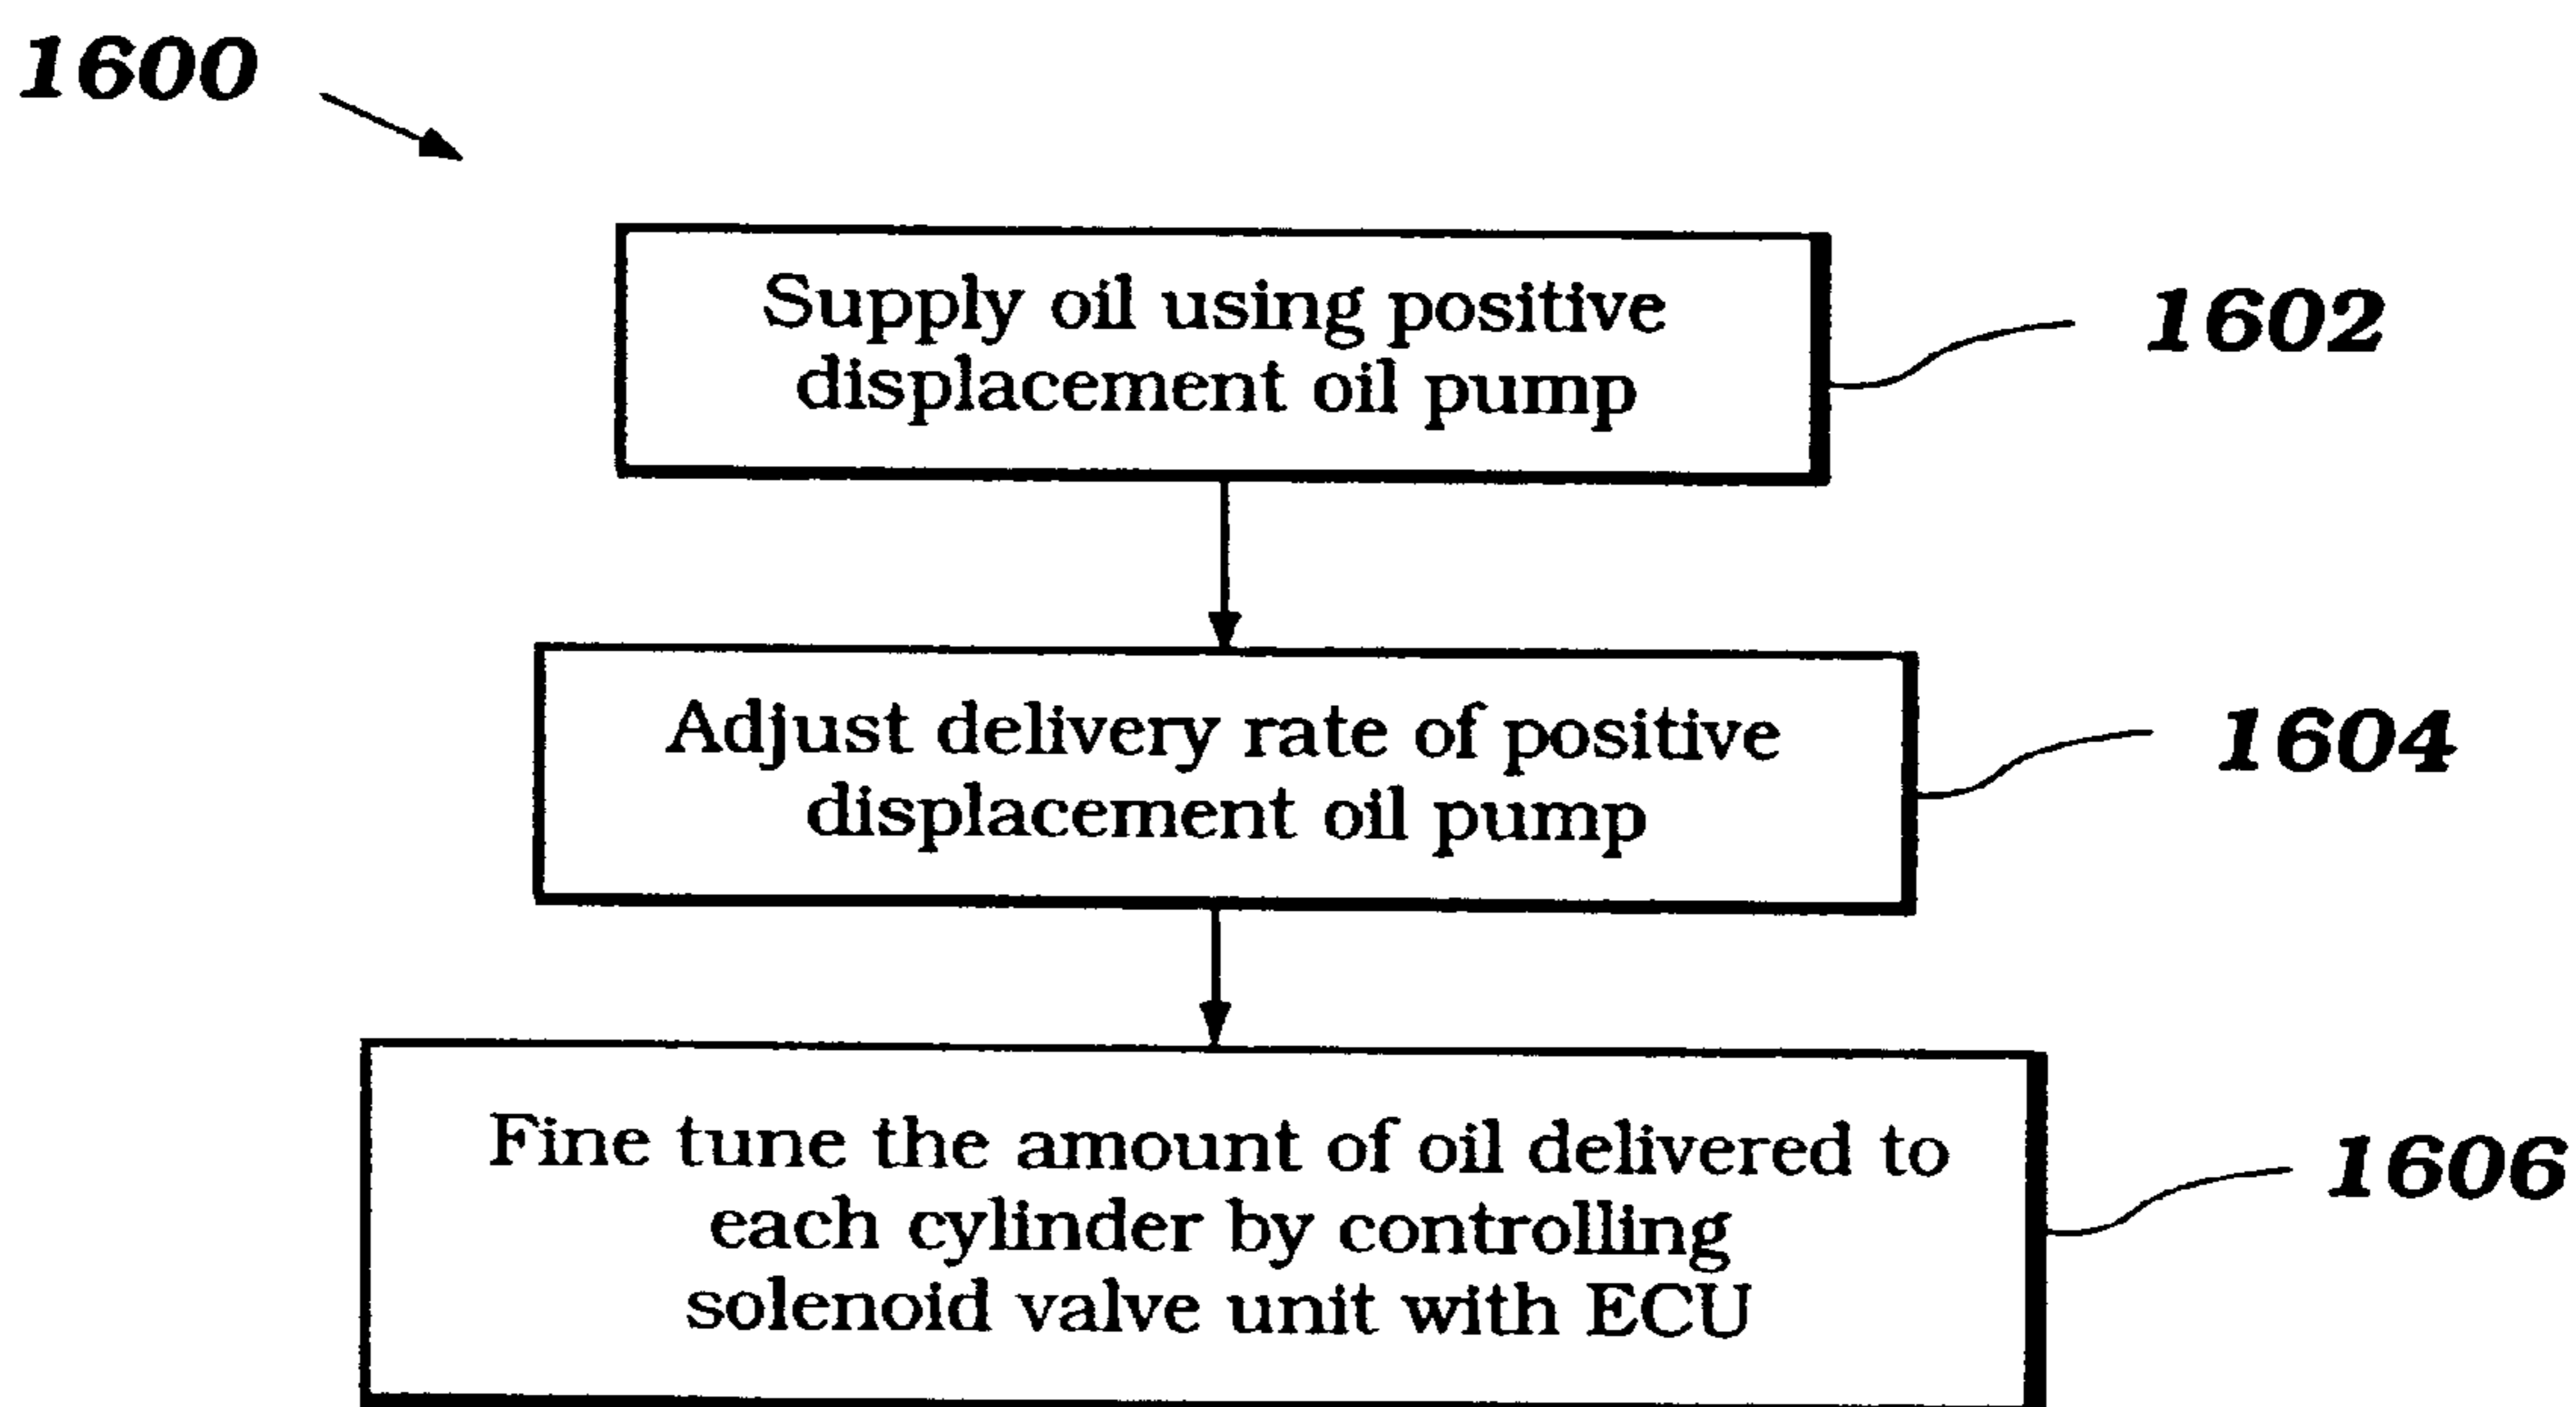 1600
Supply oil using positive
displacement oil pump
1602
Adjust delivery rate of positive
displacement oil pump
1604
Fine tune the amount of oil delivered to
each cylinder by controlling
solenoid valve unit with ECU
1606